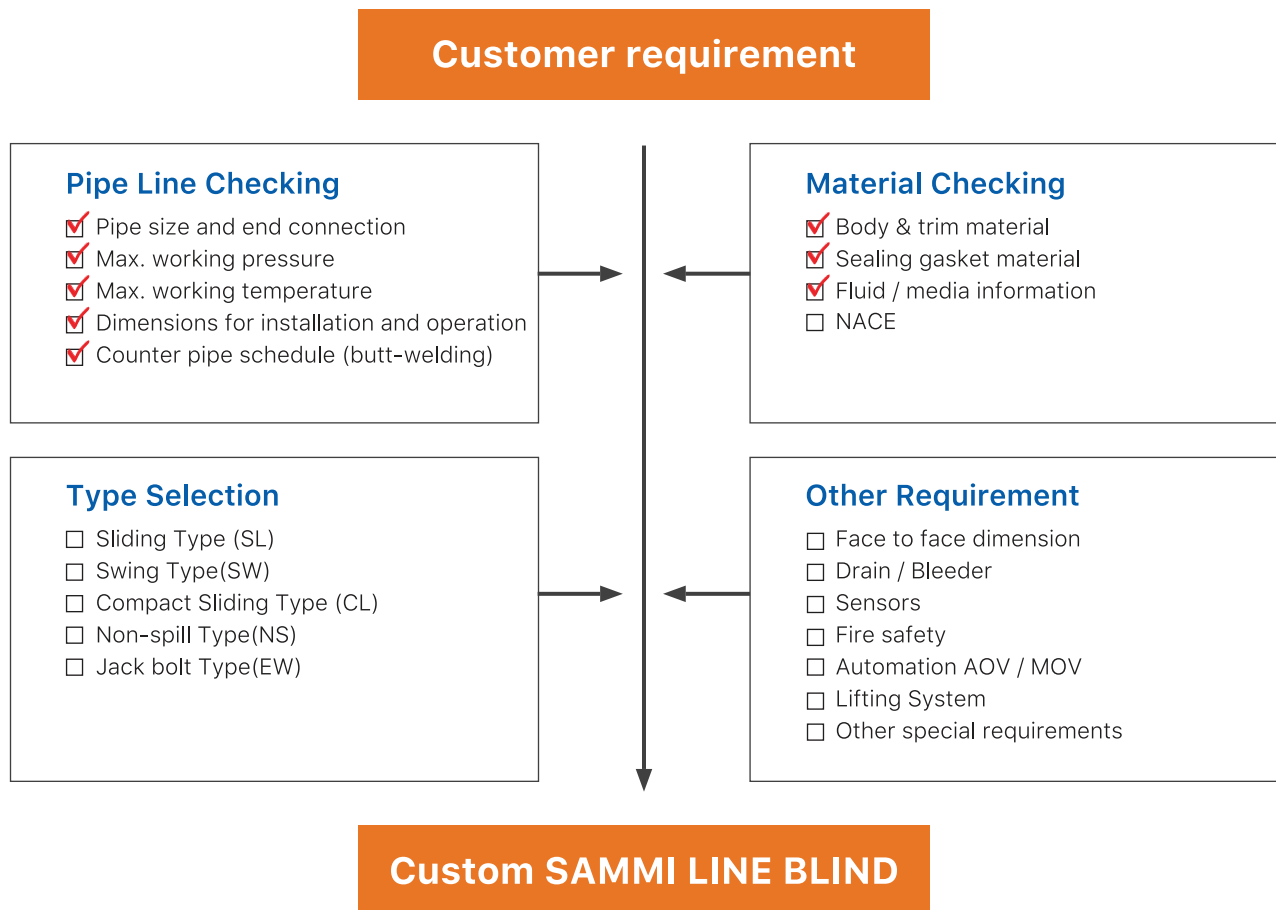 Customer requirement
Pipe Line Checking
Pipe size and end connection
Max. working pressure
Max. working temperature
Dimensions for installation and operation
Counter pipe schedule (butt-welding)
Material Checking
Body & trim material
Sealing gasket material
Fluid / media information
NACE
Type Selection
Sliding Type (SL)
Swing Type(SW)
Compact Sliding Type (CL)
Non-spill Type(NS)
Jack bolt Type(EW)
Other Requirement
Face to face dimension
Drain / Bleeder
Sensors
Fire safety
Automation AOV / MOV
Lifting System
Other special requirements
Custom SAMMI LINE BLIND